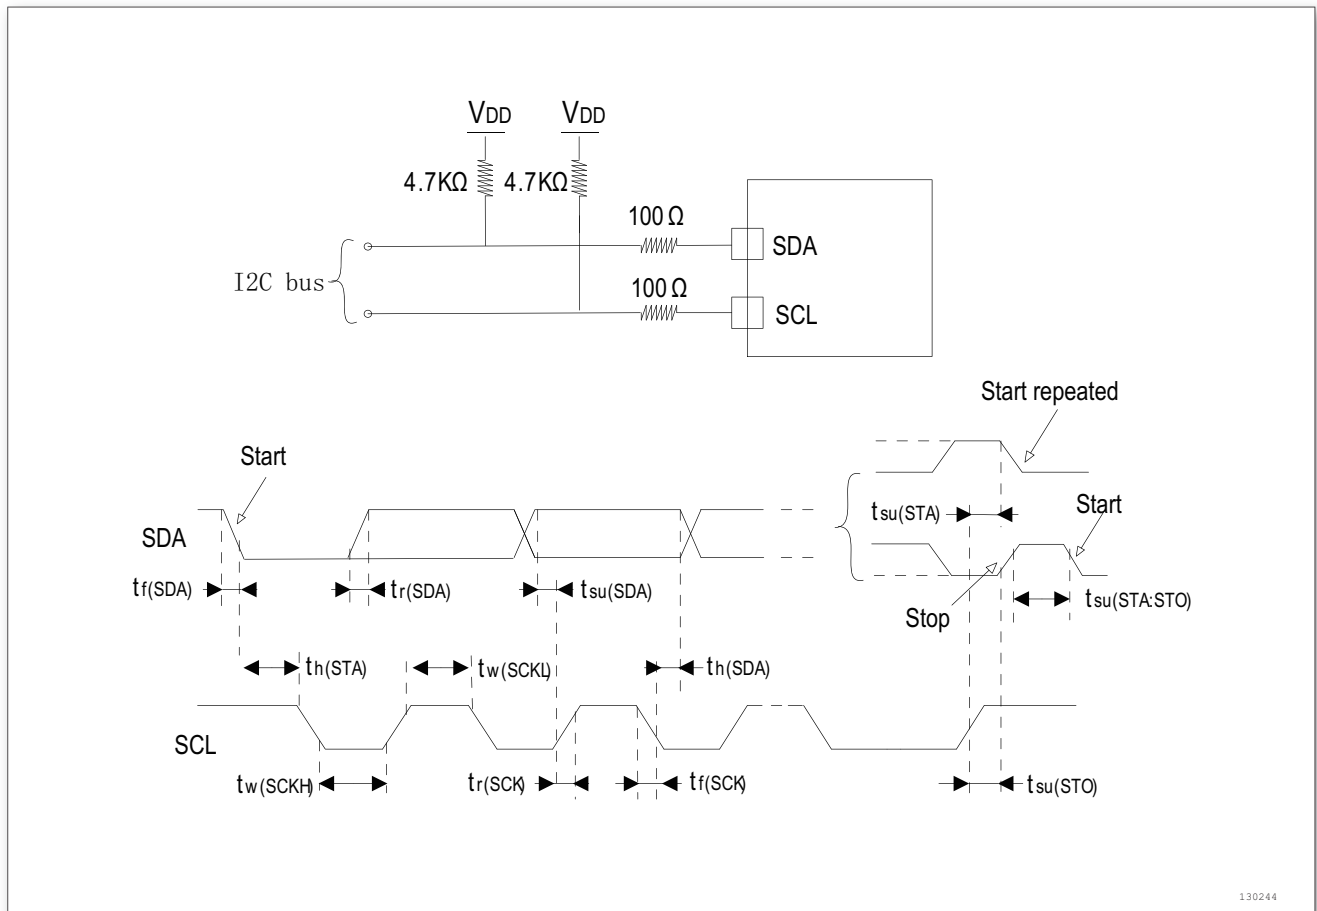 VDD VDD
4.7KΩ 4.7KΩ
100 Ω
SDA
I2C bus
100 Ω
SCL
Start repeated
Start
tsu(STA)
Start
SDA
tf(SDA) tr(SDA) tsu(SDA)
Stop
tsu(STA:STO)
th(STA) tw(SCKL) th(SDA)
SCL
tw(SCKH) tr(SCK) tf(SCK) tsu(STO)
130244